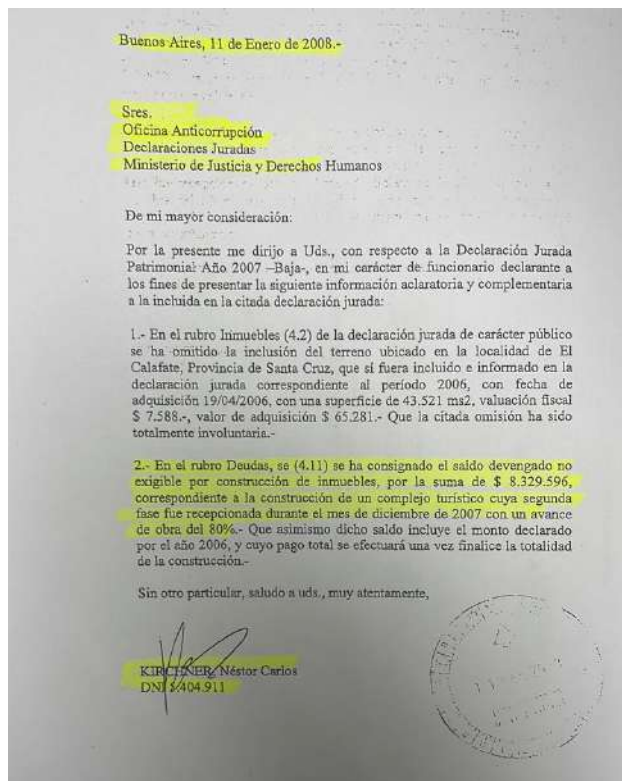 Buenos Aires, 11 de Enero de 2008.-
Sres.
Oficina Anticorrupción
Declaraciones Juradas
Ministerio de Justicia y Derechos Humanos
De mi mayor consideración:
Por la presente me dirijo a Uds., con respecto a la Declaración Jurada
Patrimonial Año 2007 –Baja-, en mi carácter de funcionario declarante a
los fines de presentar la siguiente información aclaratoria y complementaria
a la incluida en la citada declaración jurada:
1.- En el rubro Inmuebles (4.2) de la declaración jurada de carácter público
se ha omitido la inclusión del terreno ubicado en la localidad de El
Calafate, Provincia de Santa Cruz, que sí fuera incluido e informado en la
declaración jurada correspondiente al período 2006, con fecha de
adquisición 19/04/2006, con una superficie de 43.521 ms2, valuación fiscal
$ 7.588.-, valor de adquisición $ 65.281.- Que la citada omisión ha sido
totalmente involuntaria.-
2.- En el rubro Deudas, se (4.11) se ha consignado el saldo devengado no
exigible por construcción de inmuebles, por la suma de $ 8.329.596,
correspondiente a la construcción de un complejo turístico cuya segunda
fase fue recepcionada durante el mes de diciembre de 2007 con un avance
de obra del 80%.- Que asimismo dicho saldo incluye el monto declarado
por el año 2006, y cuyo pago total se efectuará una vez finalice la totalidad
de la construcción.-
Sin otro particular, saludo a uds., muy atentamente,
KIRCHNER, Néstor Carlos
DNI 5.404.911